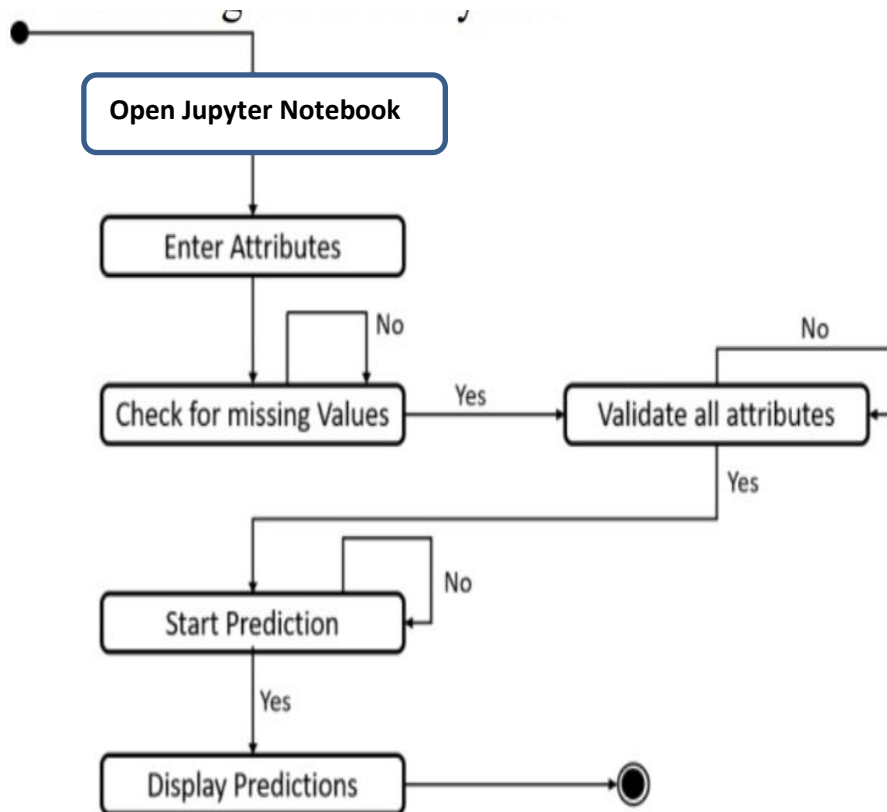 Open Jupyter Notebook
Enter Attributes
No
No
Check for missing Values
Yes
Validate all attributes
Yes
No
Start Prediction
Yes
Display Predictions